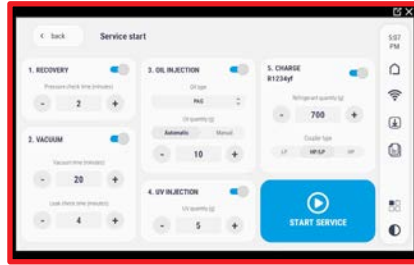 < back
Service start
5:07
PM
1. RECOVERY
Pressure check time (minutes)
- 2 +
2. VACUUM
Vacuum time (minutes)
- 20 +
Leak check time (minutes)
- 4 +
3. OIL INJECTION
Oil type
PAG
Oil quantity (g)
Automatic Manual
- 10 +
4. UV INJECTION
UV quantity (g)
- 5 +
5. CHARGE
R1234yf
Refrigerant quantity (g)
- 700 +
Coupler type
LP HP/LP HP
START SERVICE